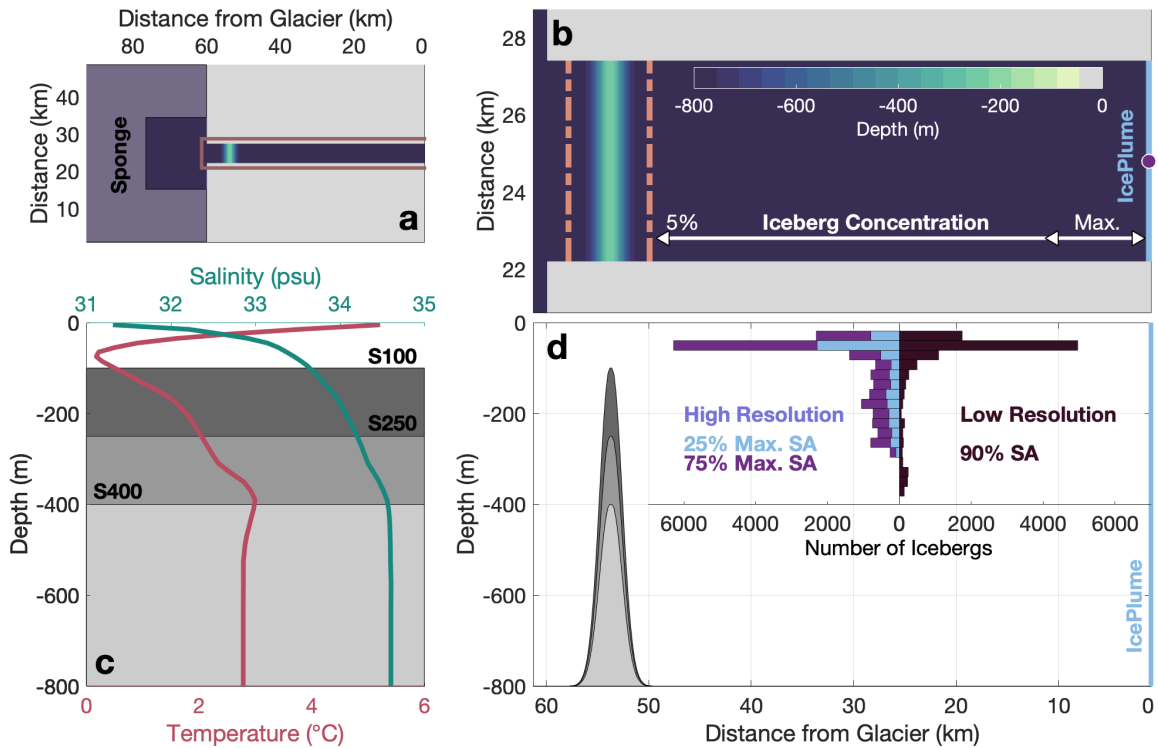 Distance from Glacier (km)
80 60 40 20 0
Distance (km)
40
30
20
10
Sponge
a
b
Distance (km)
28
26
24
22
-800 -600 -400 -200 0
Depth (m)
IcePlume
5% Iceberg Concentration Max.
Salinity (psu)
31 32 33 34 35
Depth (m)
0
-200
-400
-600
-800
S100
S250
S400
c
0 2 4 6
Temperature (°C)
d
Depth (m)
0
-200
-400
-600
-800
High Resolution
25% Max. SA
75% Max. SA
Low Resolution
90% SA
6000 4000 2000 0 2000 4000 6000
Number of Icebergs
IcePlume
60 50 40 30 20 10 0
Distance from Glacier (km)